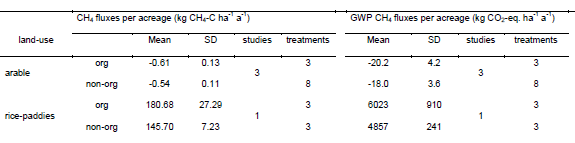 CH₄ fluxes per acreage (kg CH₄-C ha⁻¹ a⁻¹) GWP CH₄ fluxes per acreage (kg CO₂-eq. ha⁻¹ a⁻¹)
land-use Mean SD studies treatments Mean SD studies treatments
arable org -0.61 0.13 3 3 -20.2 4.2 3 3
non-org -0.54 0.11 8 -18.0 3.6 8
rice-paddies org 180.68 27.29 1 3 6023 910 1 3
non-org 145.70 7.23 3 4857 241 3